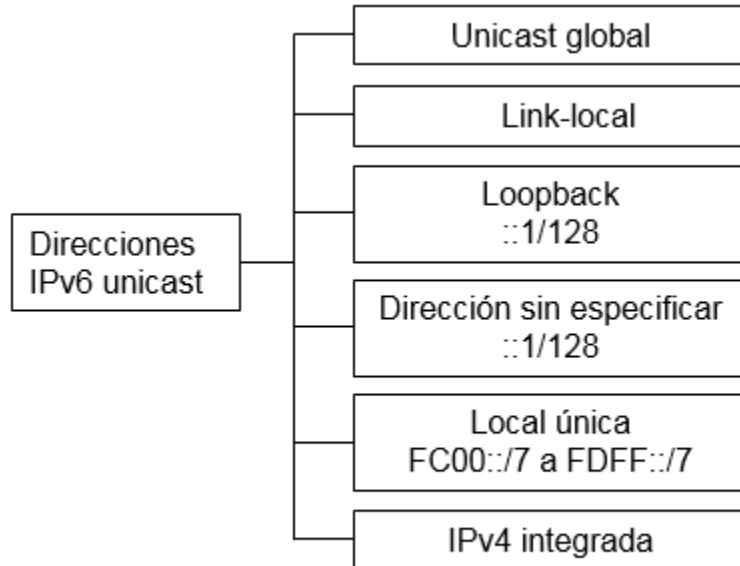 Unicast global
Link-local
Loopback
::1/128
Direcciones
IPv6 unicast
Dirección sin especificar
::1/128
Local única
FC00::/7 a FDFF::/7
IPv4 integrada